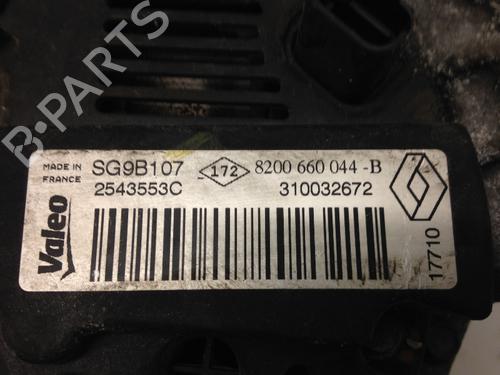 B-PARTS
MADE IN FRANCE
SG9B107
172
8200 660 044 -B
2543553C
310032672
Valeo
17710